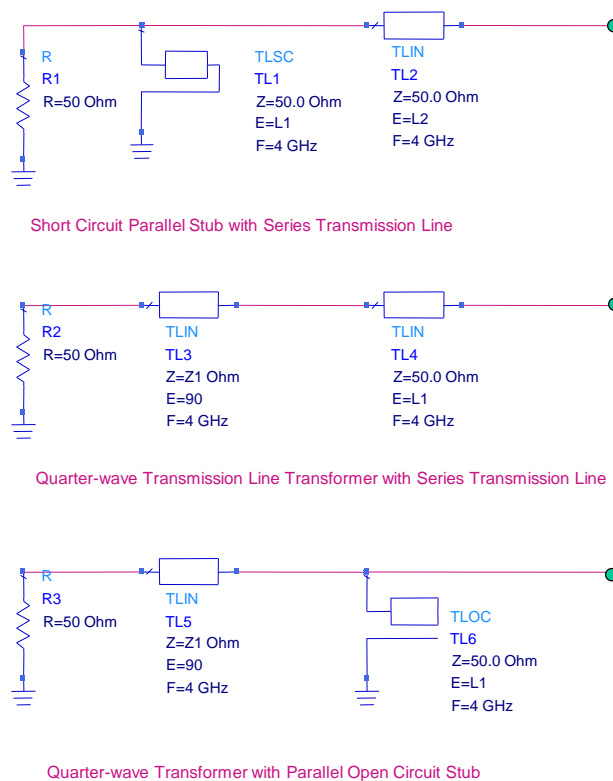 R
R1
R=50 Ohm
TLSC
TL1
Z=50.0 Ohm
E=L1
F=4 GHz
TLIN
TL2
Z=50.0 Ohm
E=L2
F=4 GHz
Short Circuit Parallel Stub with Series Transmission Line
R
R2
R=50 Ohm
TLIN
TL3
Z=Z1 Ohm
E=90
F=4 GHz
TLIN
TL4
Z=50.0 Ohm
E=L1
F=4 GHz
Quarter-wave Transmission Line Transformer with Series Transmission Line
R
R3
R=50 Ohm
TLIN
TL5
Z=Z1 Ohm
E=90
F=4 GHz
TLOC
TL6
Z=50.0 Ohm
E=L1
F=4 GHz
Quarter-wave Transformer with Parallel Open Circuit Stub